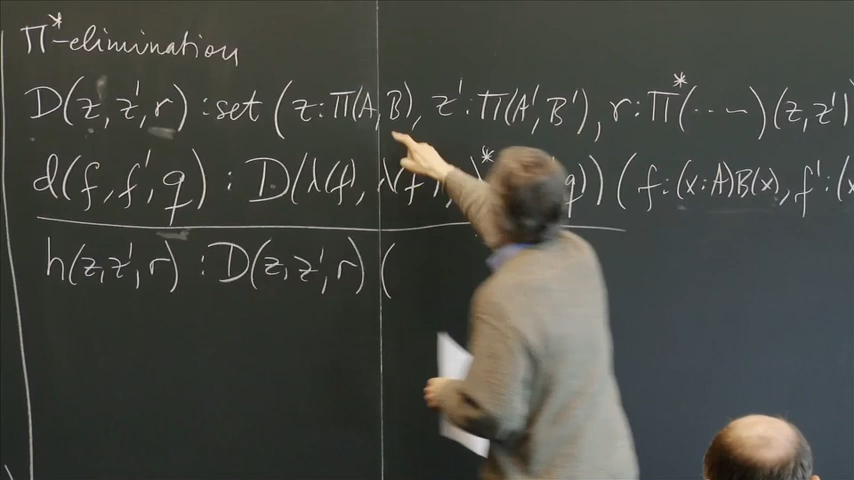 Π*-elimination
D(z, z', r) : set (z : Π(A, B), z' : Π(A', B'), r : Π*(⋯)(z, z')
d(f, f', q) : D(λ(f), λ(f'), * q)) (f : (x : A)B(x), f' : (x
h(z, z', r) : D(z, z', r) (